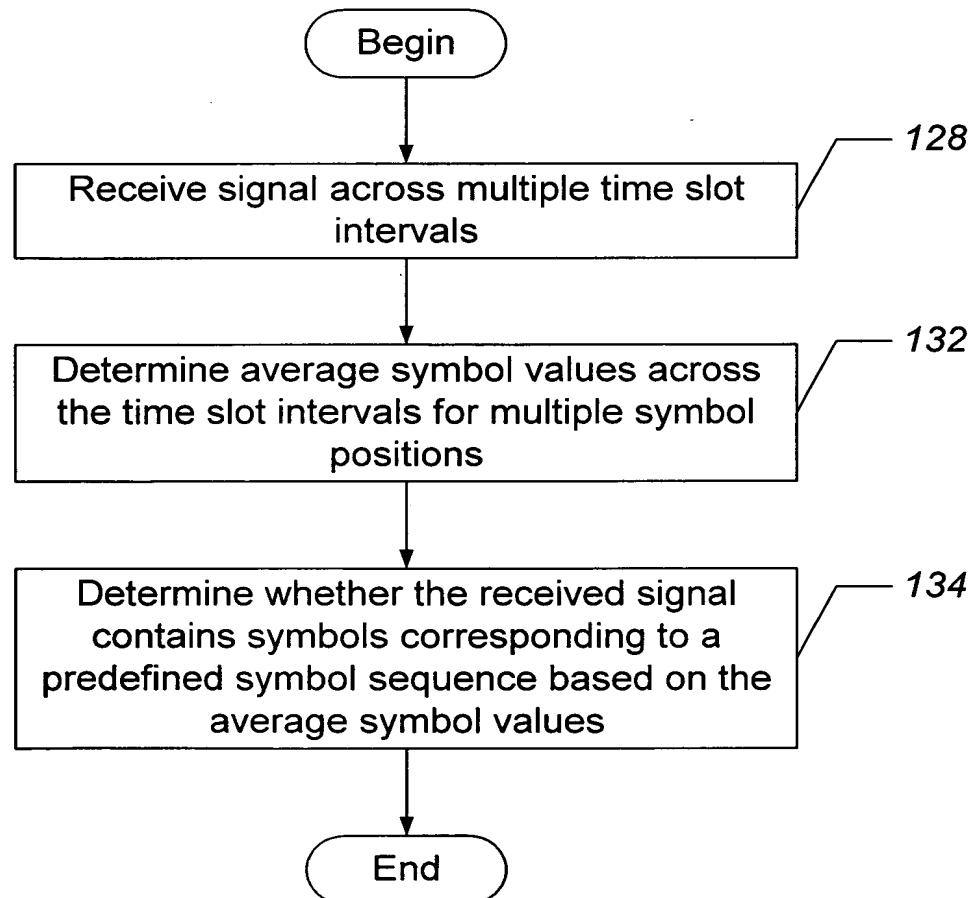 Begin
128
Receive signal across multiple time slot
intervals
132
Determine average symbol values across
the time slot intervals for multiple symbol
positions
134
Determine whether the received signal
contains symbols corresponding to a
predefined symbol sequence based on the
average symbol values
End